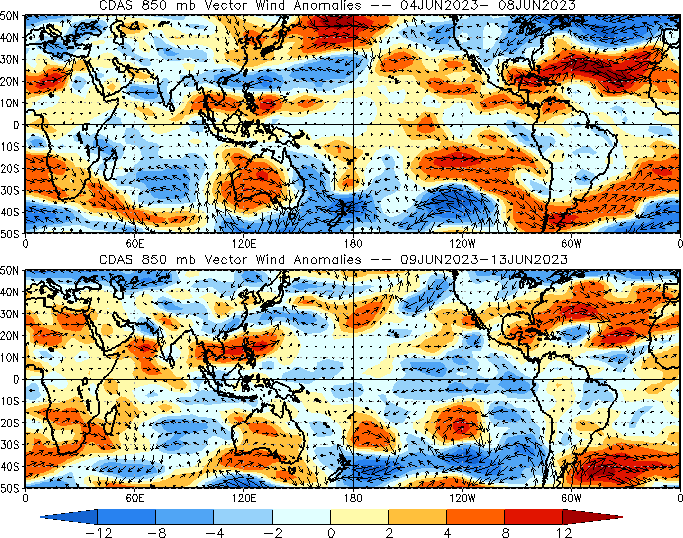 CDAS 850 mb Vector Wind Anomalies -- 04JUN2023- 08JUN2023
50N
40N
30N
20N
10N
0
10S
20S
30S
40S
50S
0 60E 120E 180 120W 60W 0
CDAS 850 mb Vector Wind Anomalies -- 09JUN2023-13JUN2023
50N
40N
30N
20N
10N
0
10S
20S
30S
40S
50S
0 60E 120E 180 120W 60W 0
-12 -8 -4 -2 0 2 4 8 12